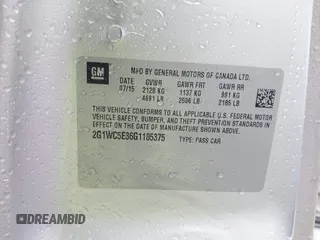 GM
MFD BY GENERAL MOTORS OF CANADA LTD.
DATE GVWR GAWR FRT GAWR RR
07/15 2128 KG 1137 KG 991 KG
4691 LB 2506 LB 2185 LB
THIS VEHICLE CONFORMS TO ALL APPLICABLE U.S. FEDERAL MOTOR
VEHICLE SAFETY, BUMPER, AND THEFT PREVENTION STANDARDS IN EFFECT
ON THE DATE OF MANUFACTURE SHOWN ABOVE.
2G1WC5E36G1105375 TYPE: PASS CAR
DREAMBID